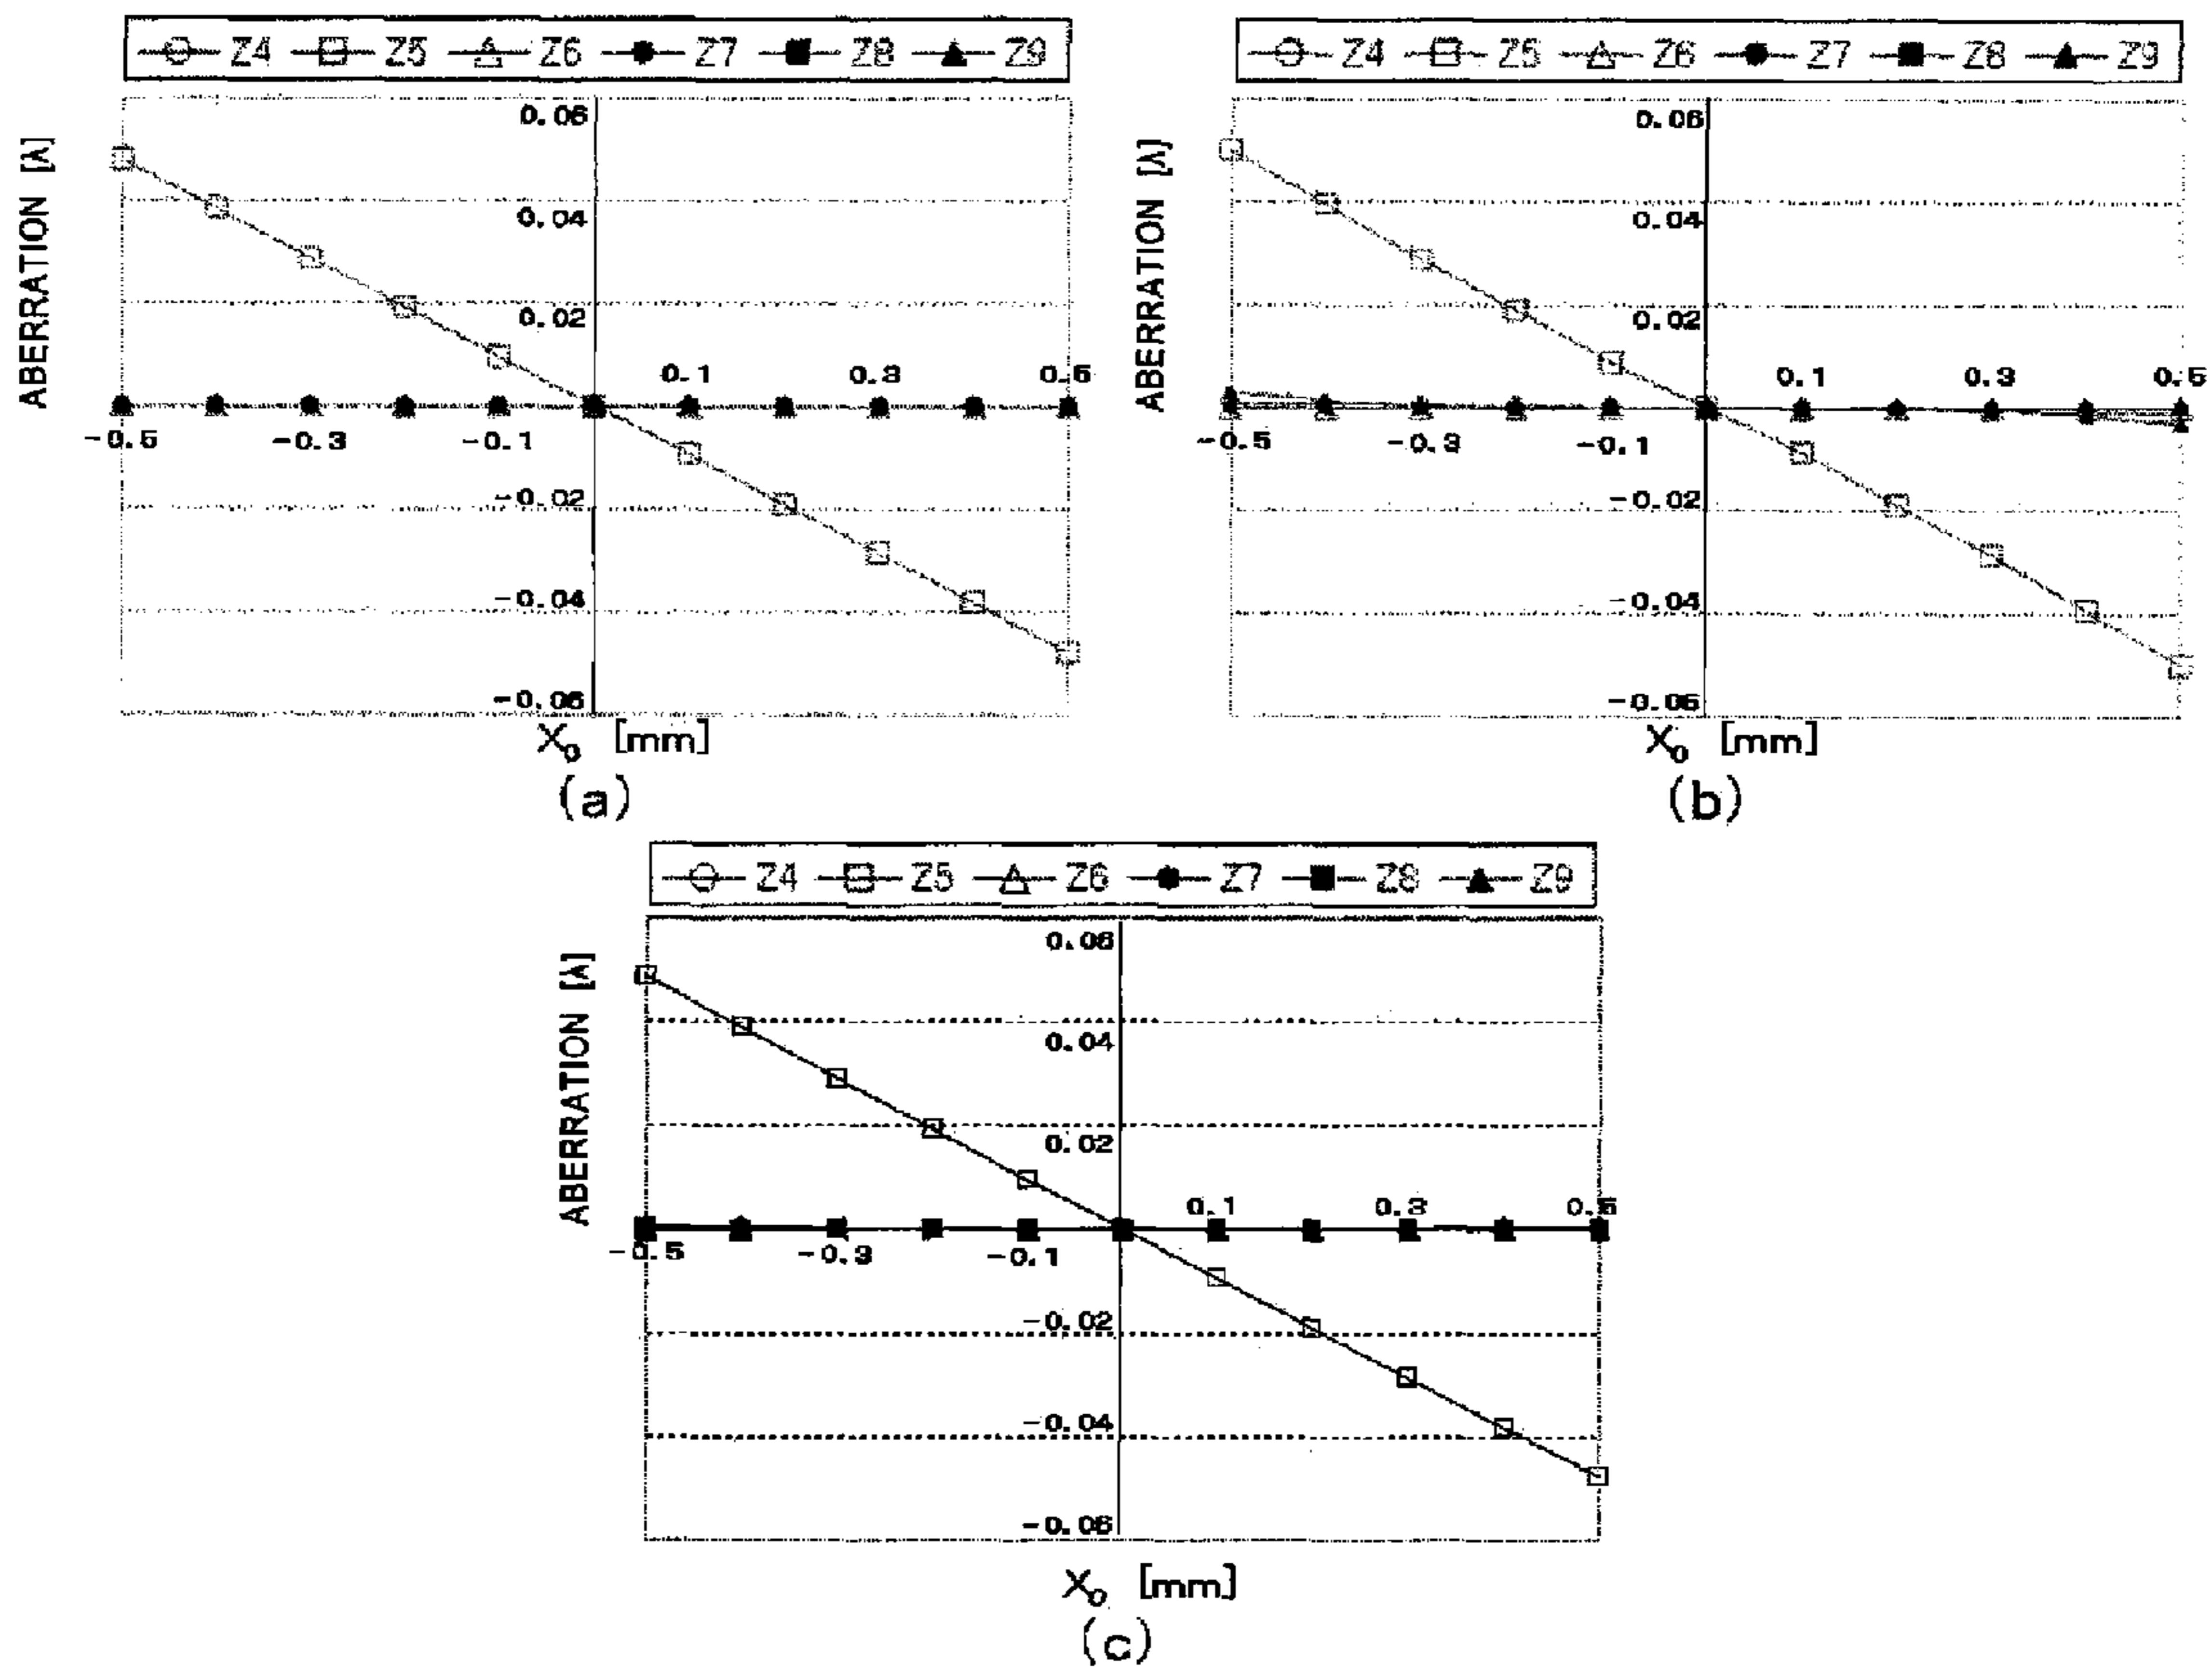 Z4 Z5 Z6 Z7 Z8 Z9
ABERRATION [λ]
0.06
0.04
0.02
0.1 0.3 0.5
-0.5 -0.3 -0.1
-0.02
-0.04
-0.06
X0 [mm]
(a)
Z4 Z5 Z6 Z7 Z8 Z9
ABERRATION [λ]
0.06
0.04
0.02
0.1 0.3 0.5
-0.5 -0.3 -0.1
-0.02
-0.04
-0.06
X0 [mm]
(b)
Z4 Z5 Z6 Z7 Z8 Z9
ABERRATION [λ]
0.06
0.04
0.02
0.1 0.3 0.5
-0.5 -0.3 -0.1
-0.02
-0.04
-0.06
X0 [mm]
(c)